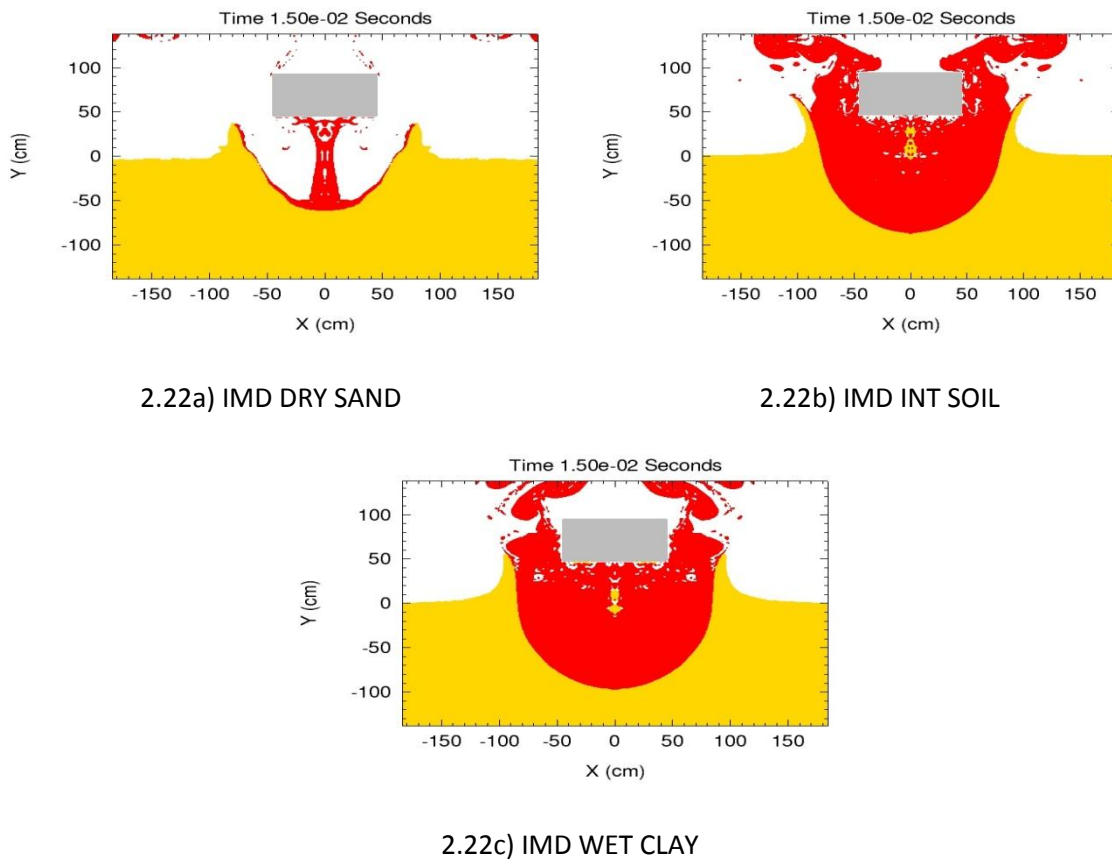 Time 1.50e-02 Seconds
100
50
0
-50
-100
Y (cm)
-150 -100 -50 0 50 100 150
X (cm)
2.22a) IMD DRY SAND
Time 1.50e-02 Seconds
100
50
0
-50
-100
Y (cm)
-150 -100 -50 0 50 100 150
X (cm)
2.22b) IMD INT SOIL
Time 1.50e-02 Seconds
100
50
0
-50
-100
Y (cm)
-150 -100 -50 0 50 100 150
X (cm)
2.22c) IMD WET CLAY